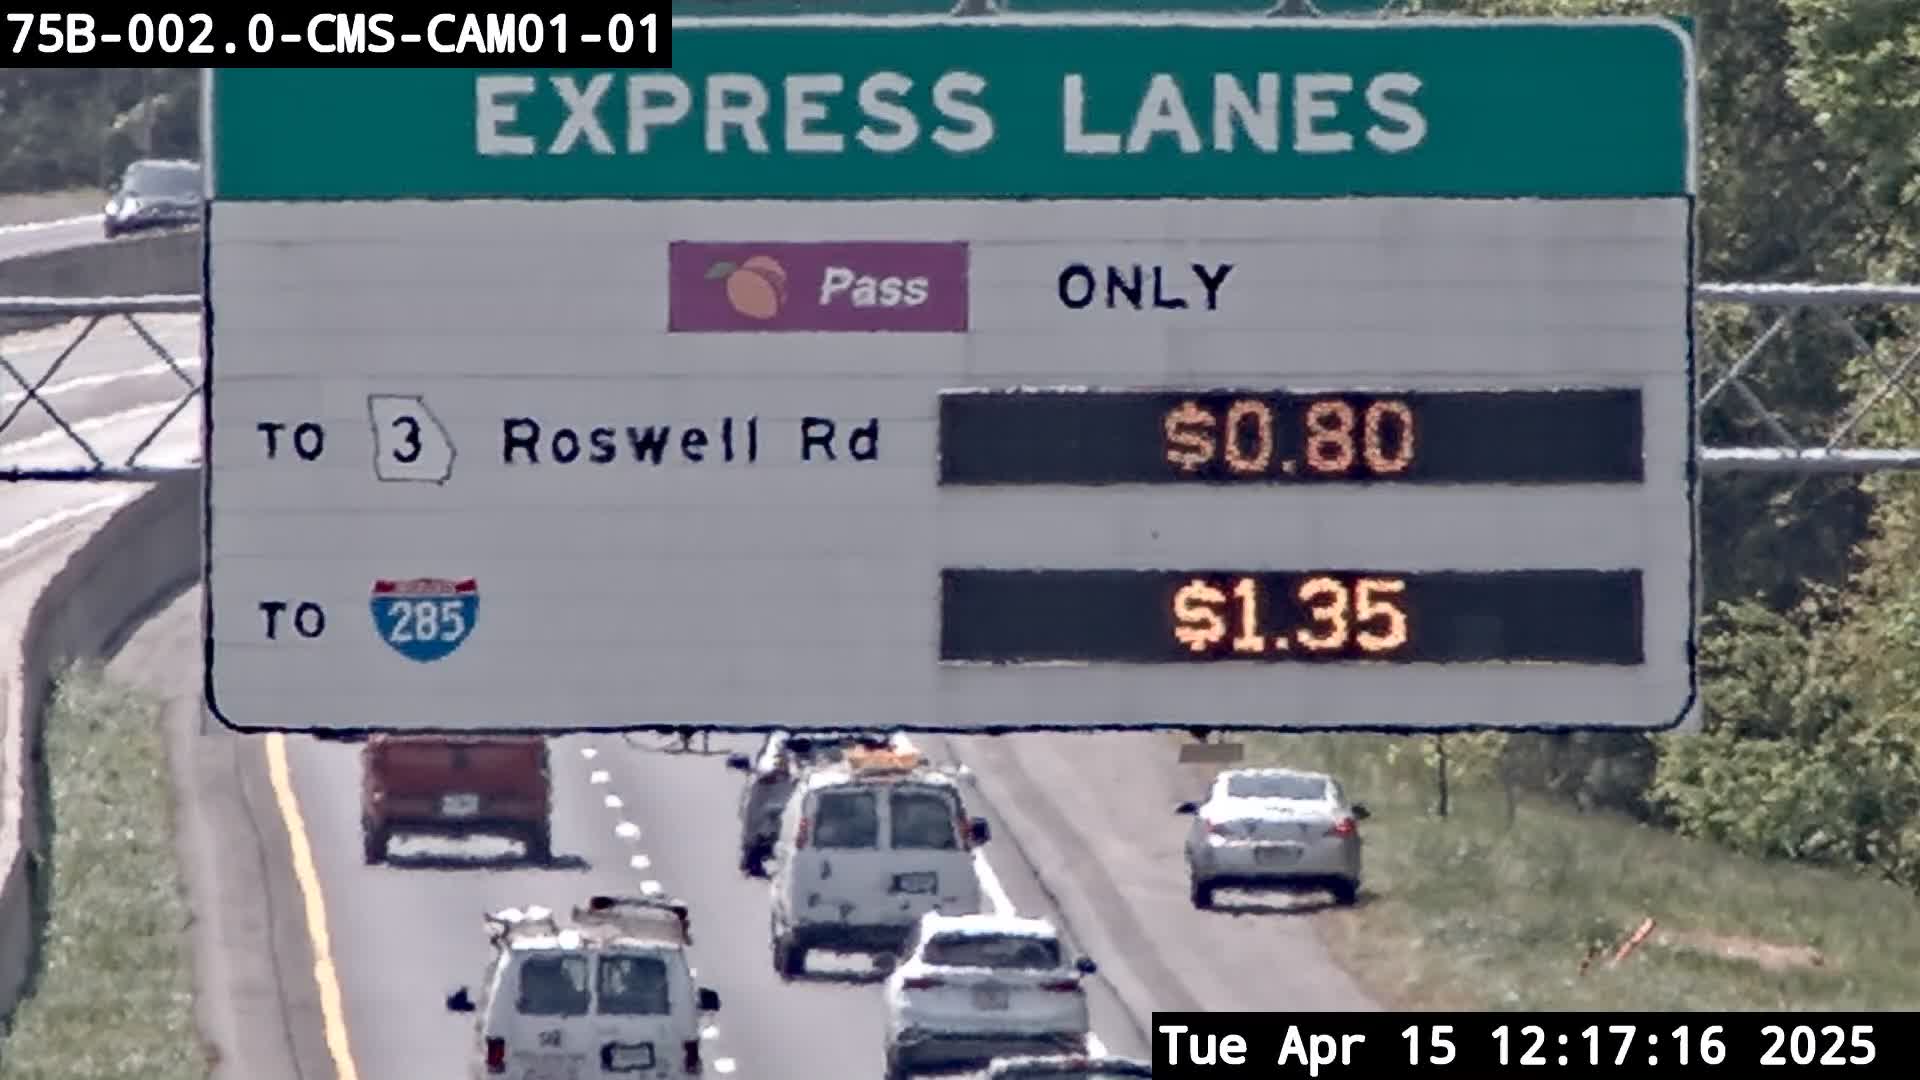 75B-002.0-CMS-CAM01-01
EXPRESS LANES
Pass ONLY
TO 3 Roswell Rd $0.80
TO 285 $1.35
Tue Apr 15 12:17:16 2025